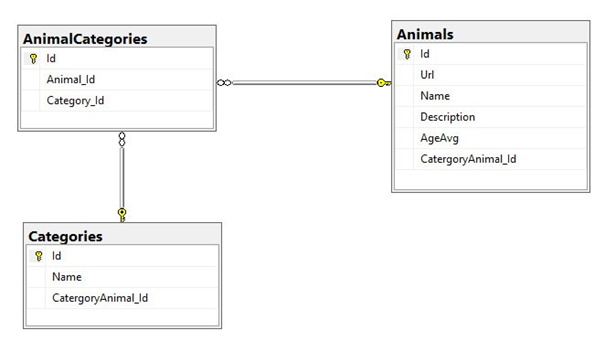 AnimalCategories
Id
Animal_Id
Category_Id
Animals
Id
Url
Name
Description
AgeAvg
CatergoryAnimal_Id
Categories
Id
Name
CatergoryAnimal_Id